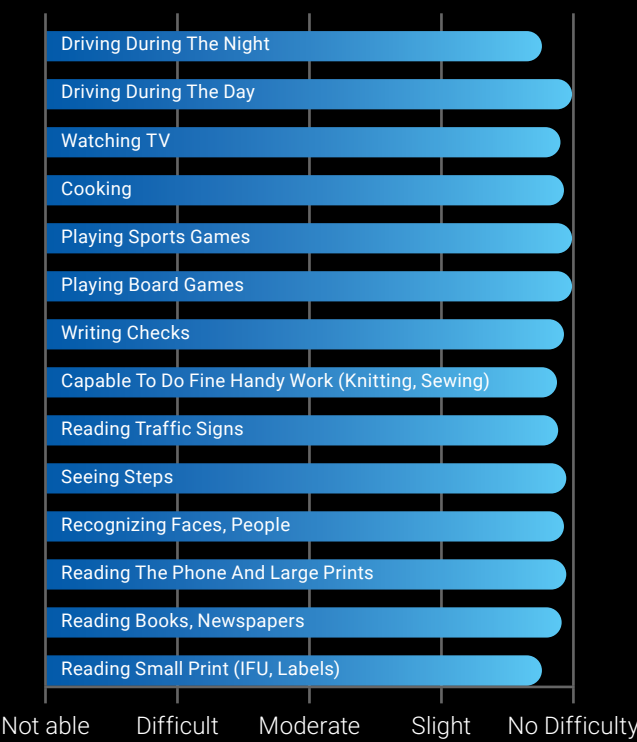 Driving During The Night
Driving During The Day
Watching TV
Cooking
Playing Sports Games
Playing Board Games
Writing Checks
Capable To Do Fine Handy Work (Knitting, Sewing)
Reading Traffic Signs
Seeing Steps
Recognizing Faces, People
Reading The Phone And Large Prints
Reading Books, Newspapers
Reading Small Print (IFU, Labels)
Not able Difficult Moderate Slight No Difficulty